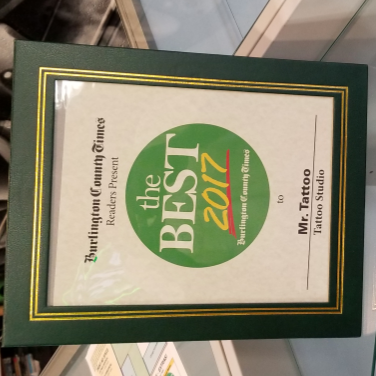 Burlington County Times
Readers Present
the
BEST
2017
Burlington County Times
to
Mr. Tattoo
Tattoo Studio